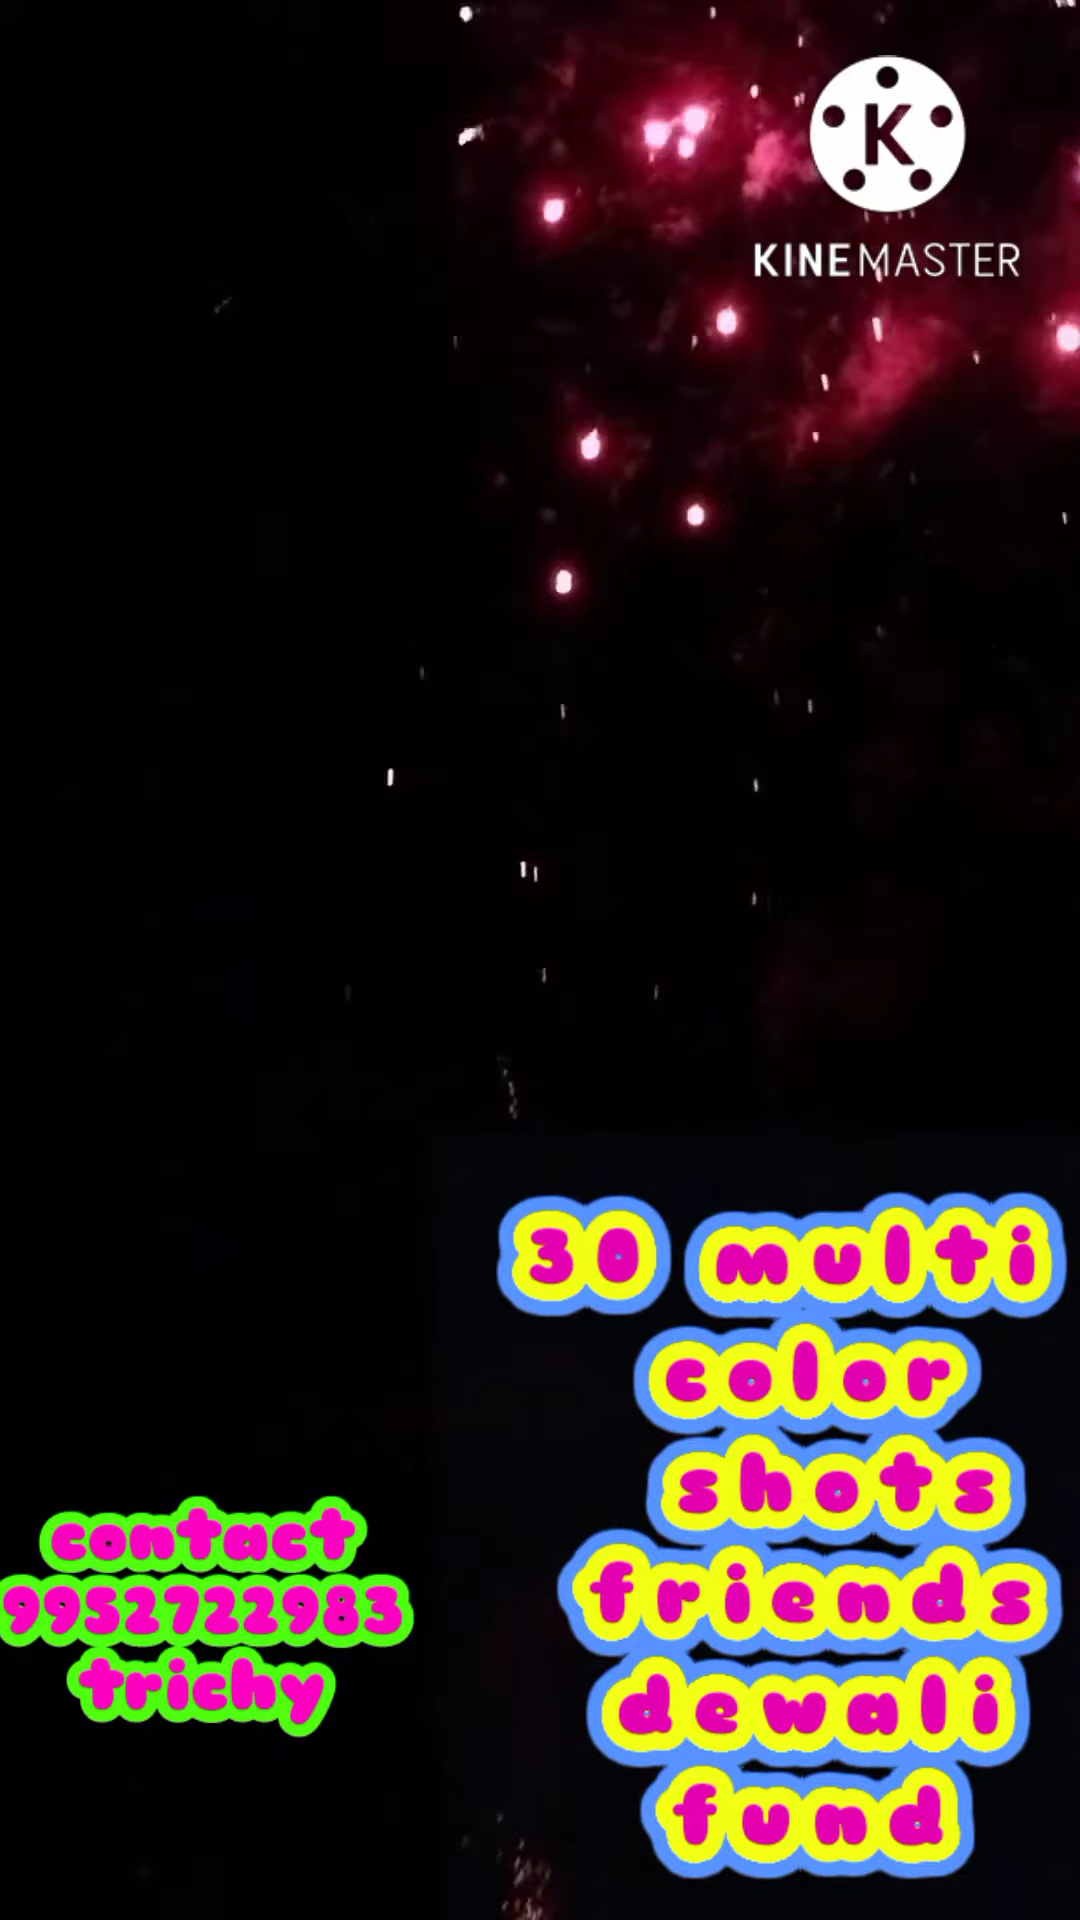 K
KINEMASTER
30 multi
color
shots
friends
dewali
fund
contact
9952722983
trichy